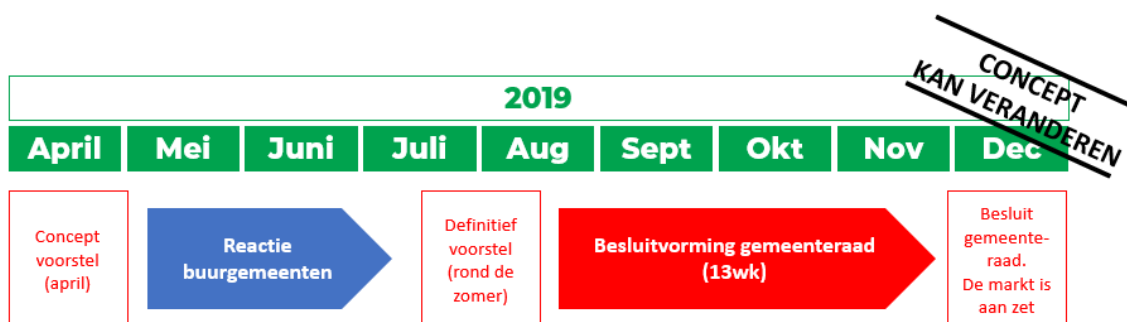 CONCEPT
KAN VERANDEREN
2019
April
Mei
Juni
Juli
Aug
Sept
Okt
Nov
Dec
Concept
voorstel
(april)
Reactie
buurgemeenten
Definitief
voorstel
(rond de
zomer)
Besluitvorming gemeenteraad
(13wk)
Besluit
gemeente-
raad.
De markt is
aan zet